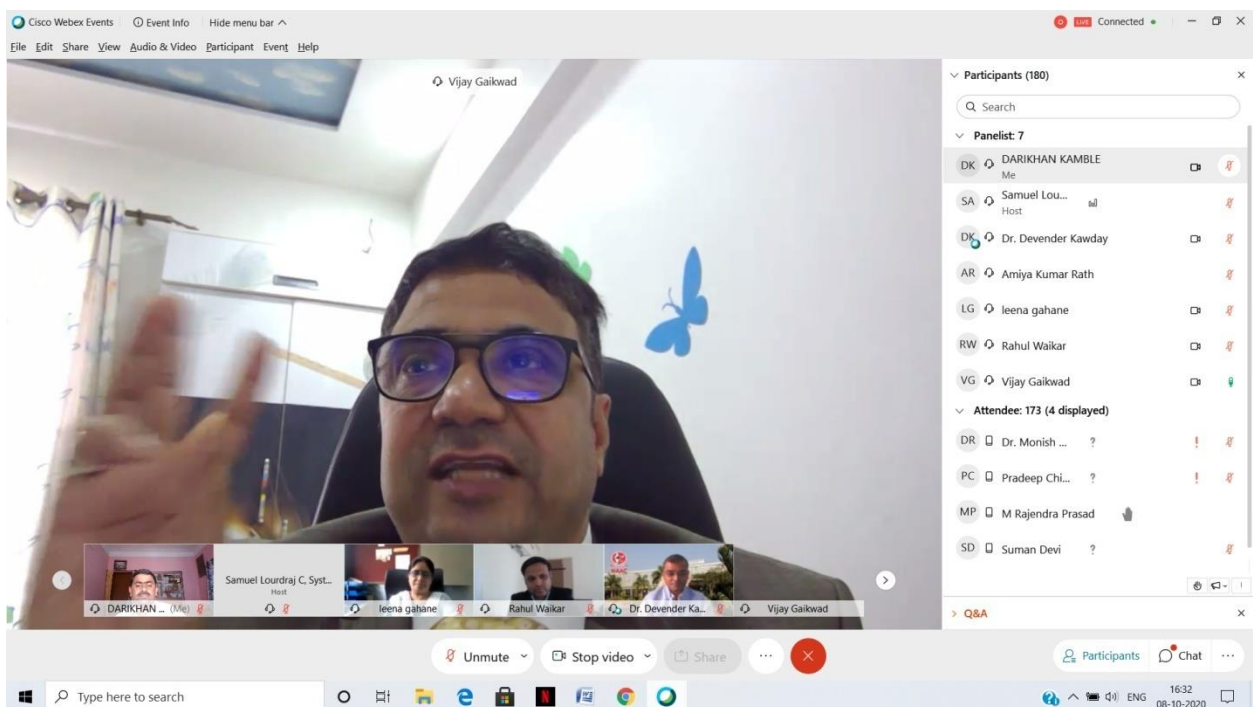 Cisco Webex Events Event Info Hide menu bar
LIVE Connected
File Edit Share View Audio & Video Participant Event Help
Vijay Gaikwad
Participants (180)
Search
Panelist: 7
DK DARIKHAN KAMBLE
Me
SA Samuel Lou...
Host
DK Dr. Devender Kawday
AR Amiya Kumar Rath
LG leena gahane
RW Rahul Waikar
VG Vijay Gaikwad
Attendee: 173 (4 displayed)
DR Dr. Monish ... ? !
PC Pradeep Chi... ? !
MP M Rajendra Prasad
SD Suman Devi ?
Q&A
NAAC
Samuel Lourdraj C, Syst...
Host
DARIKHAN ... (Me)
leena gahane
Rahul Waikar
Dr. Devender Ka...
Vijay Gaikwad
Unmute Stop video Share ...
Participants Chat ...
Type here to search
N
W
ENG
16:32
08-10-2020